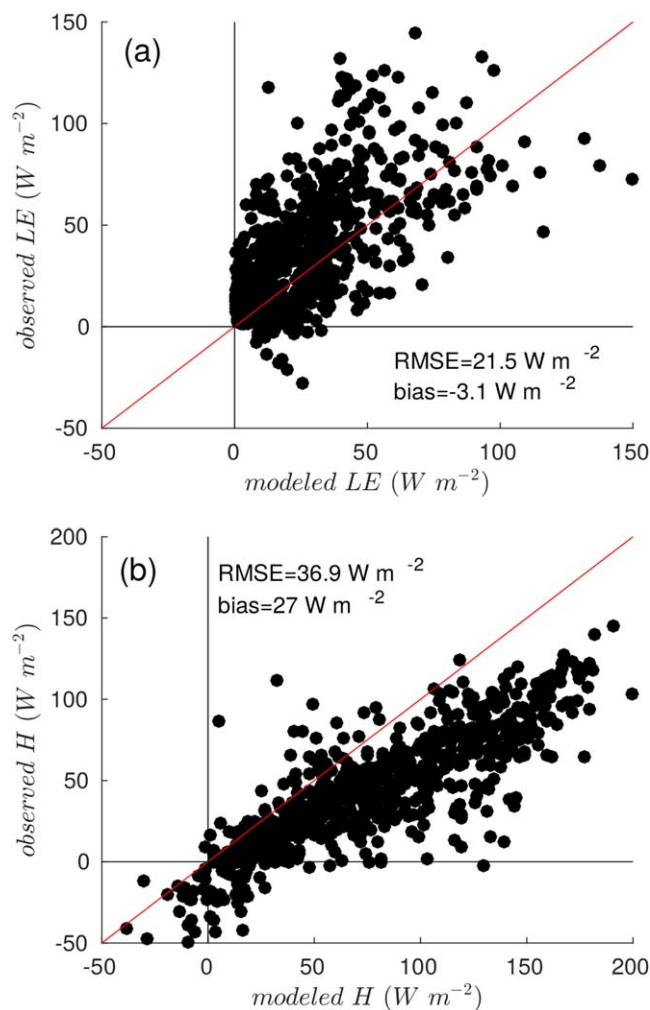 150
(a)
100
50
0
-50
observed LE (W m⁻²)
RMSE=21.5 W m ⁻²
bias=-3.1 W m ⁻²
-50 0 50 100 150
modeled LE (W m⁻²)
200
(b)
RMSE=36.9 W m ⁻²
bias=27 W m ⁻²
150
100
50
0
-50
observed H (W m⁻²)
-50 0 50 100 150 200
modeled H (W m⁻²)